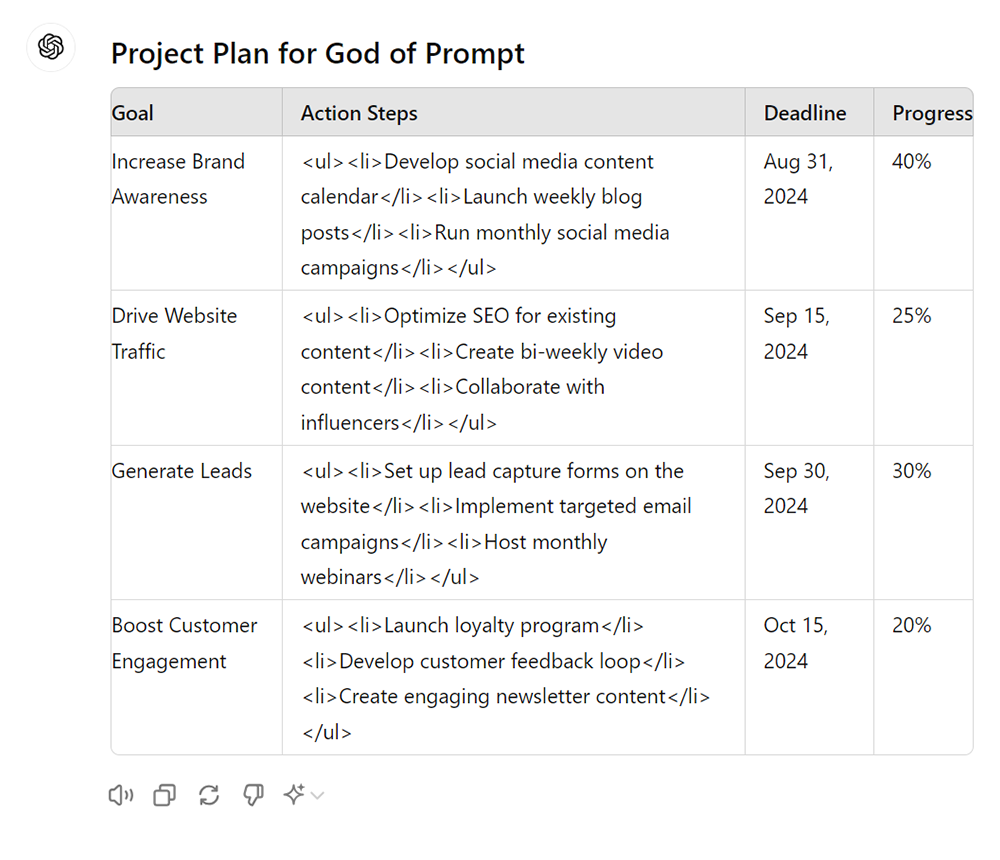 Project Plan for God of Prompt
Goal Action Steps Deadline Progress
Increase Brand <ul><li>Develop social media content Aug 31, 40%
Awareness calendar</li><li>Launch weekly blog 2024
posts</li><li>Run monthly social media
campaigns</li></ul>
Drive Website <ul><li>Optimize SEO for existing Sep 15, 25%
Traffic content</li><li>Create bi-weekly video 2024
content</li><li>Collaborate with
influencers</li></ul>
Generate Leads <ul><li>Set up lead capture forms on the Sep 30, 30%
website</li><li>Implement targeted email 2024
campaigns</li><li>Host monthly
webinars</li></ul>
Boost Customer <ul><li>Launch loyalty program</li> Oct 15, 20%
Engagement <li>Develop customer feedback loop</li> 2024
<li>Create engaging newsletter content</li>
</ul>